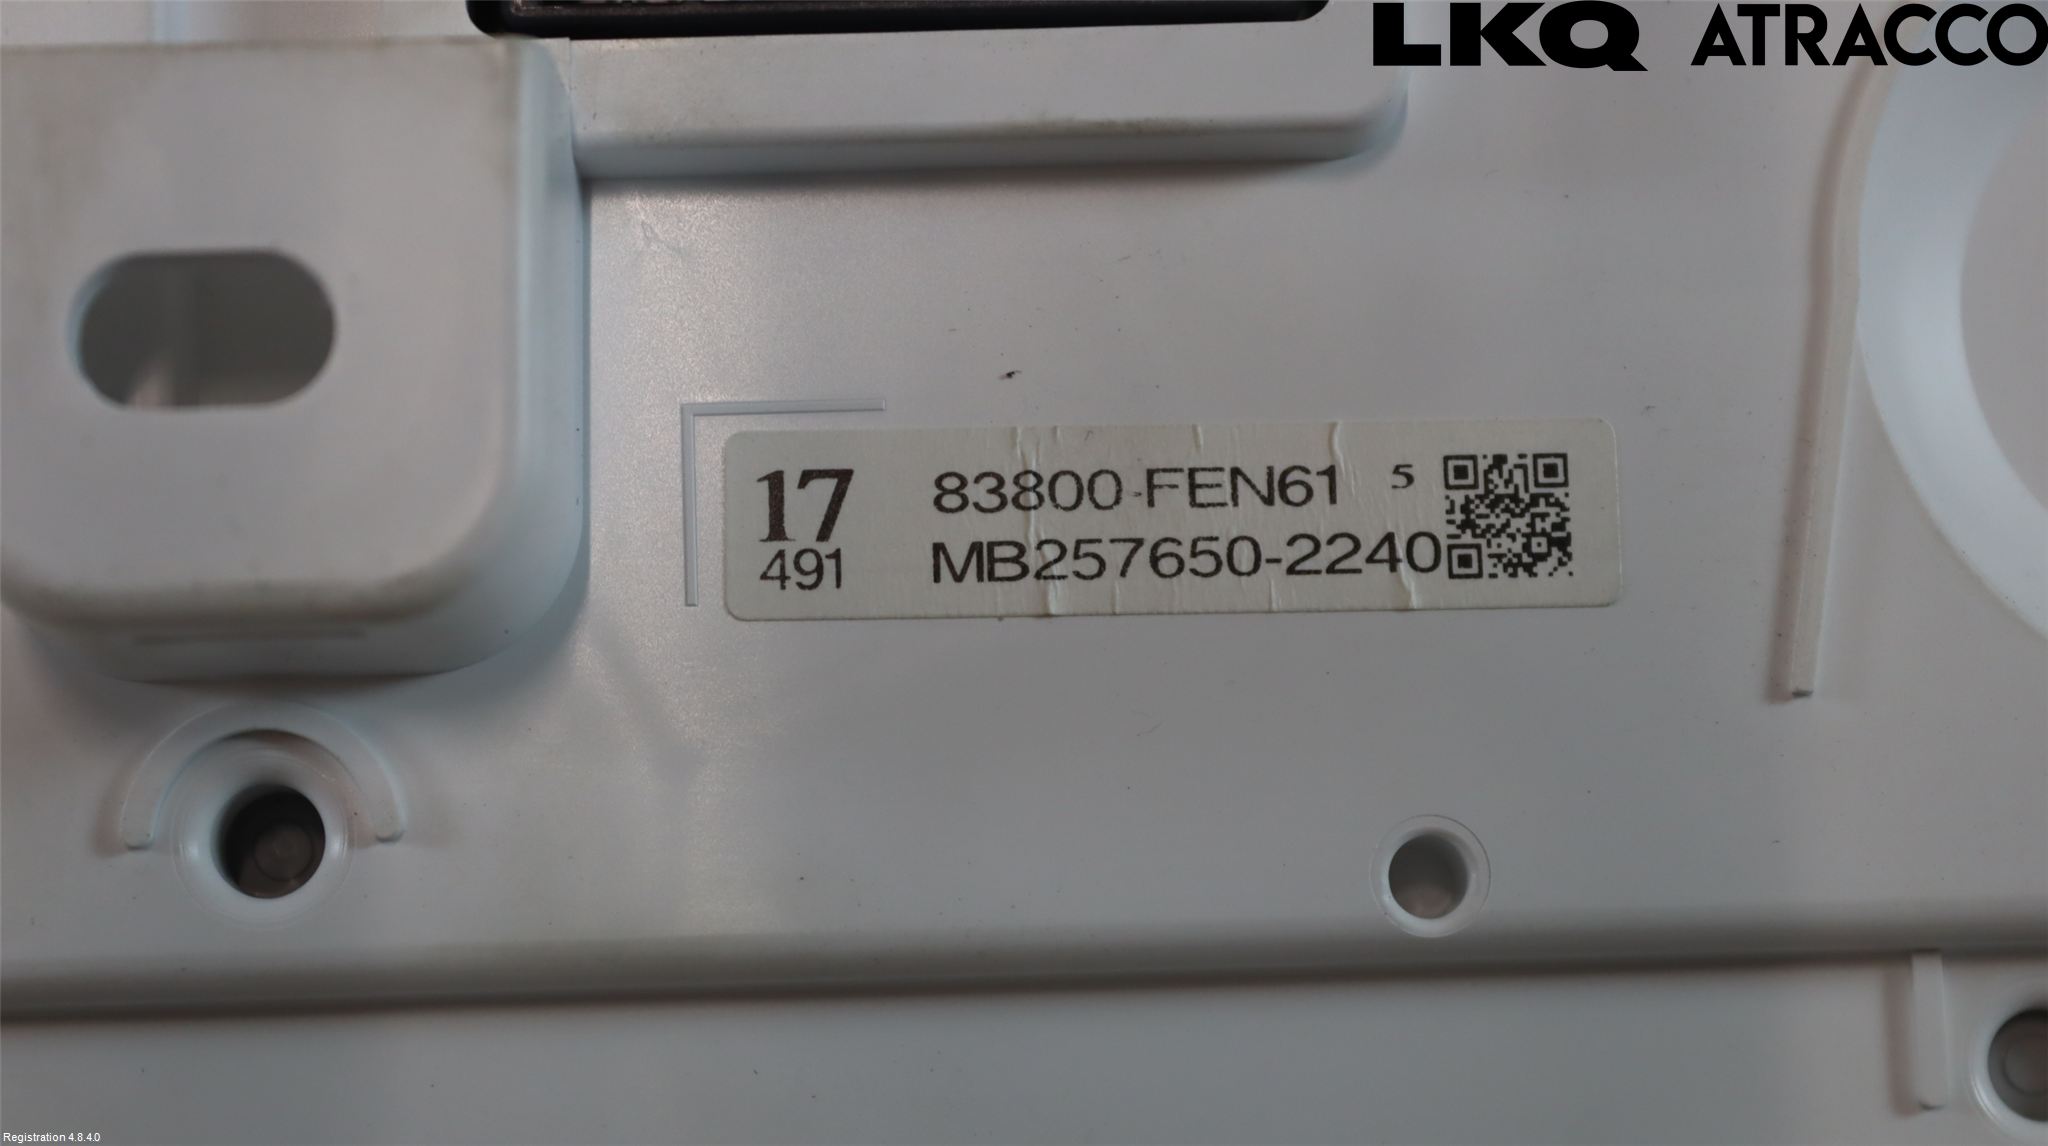 LKQ ATRACCO
17 83800-FEN61 5
491 MB257650-2240
Registration 4.8.4.0